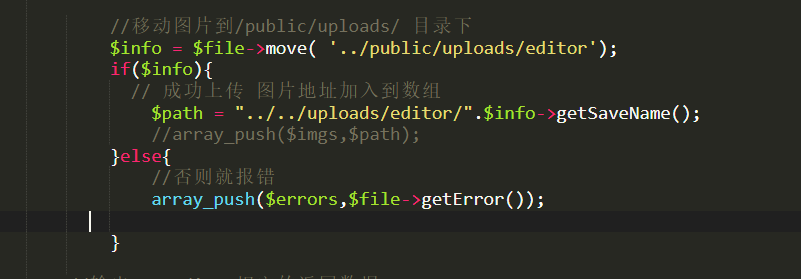 //移动图片到/public/uploads/ 目录下
$info = $file->move( '../public/uploads/editor');
if($info){
// 成功上传 图片地址加入到数组
$path = "../../uploads/editor/".$info->getSaveName();
//array_push($imgs,$path);
}else{
//否则就报错
array_push($errors,$file->getError());
}